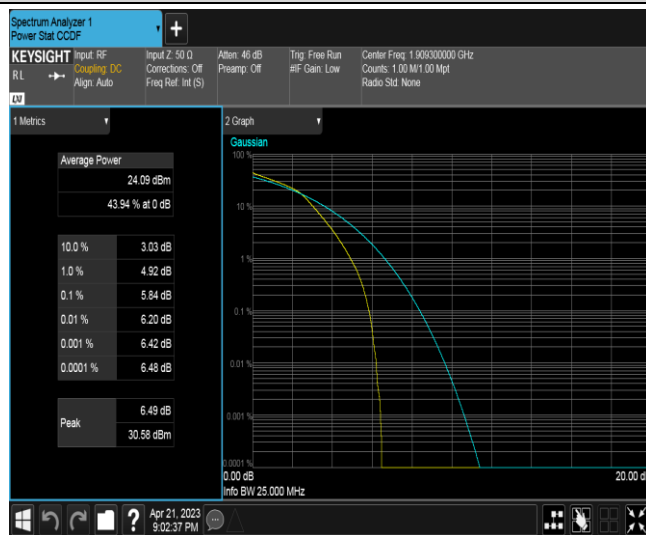 Spectrum Analyzer 1
Power Stat CCDF
KEYSIGHT
RL
LXI
Input: RF
Coupling: DC
Align: Auto
Input Z: 50 Ω
Corrections: Off
Freq Ref: Int (S)
Atten: 46 dB
Preamp: Off
Trig: Free Run
#IF Gain: Low
Center Freq: 1.909300000 GHz
Counts: 1.00 M/1.00 Mpt
Radio Std: None
1 Metrics
Average Power
24.09 dBm
43.94 % at 0 dB
10.0 % 3.03 dB
1.0 % 4.92 dB
0.1 % 5.84 dB
0.01 % 6.20 dB
0.001 % 6.42 dB
0.0001 % 6.48 dB
Peak
6.49 dB
30.58 dBm
2 Graph
Gaussian
100 %
10 %
1 %
0.1 %
0.01 %
0.001 %
0.0001 %
0.00 dB
20.00 d
Info BW 25.000 MHz
?
Apr 21, 2023
9:02:37 PM